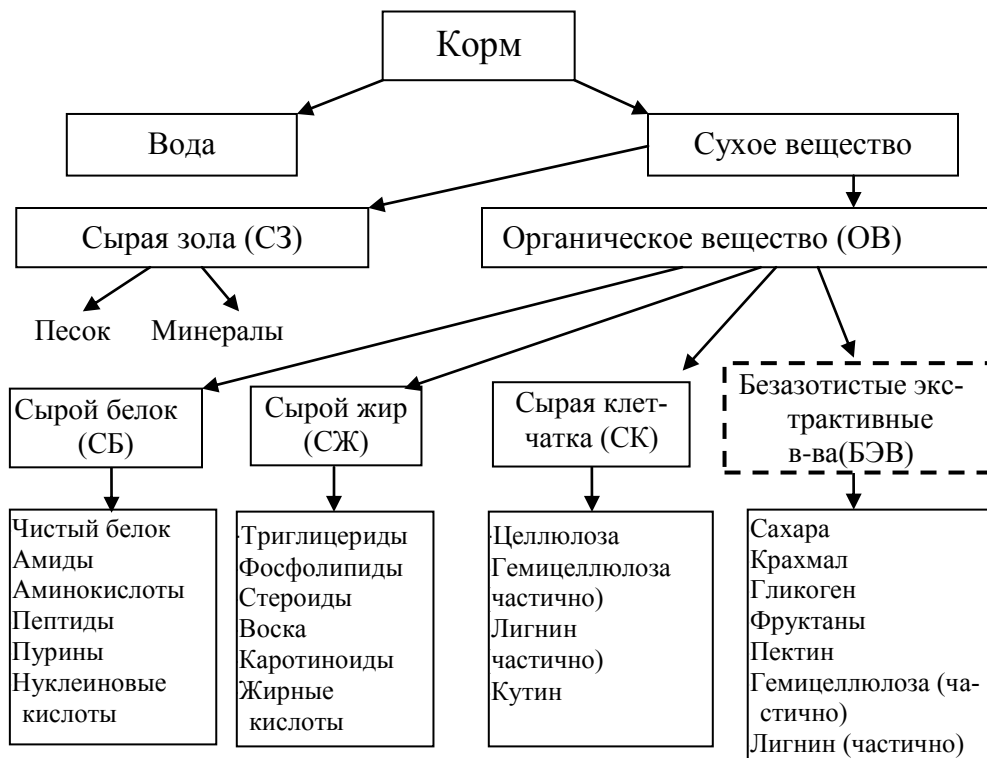 Корм
Вода
Сухое вещество
Сырая зола (СЗ)
Органическое вещество (ОВ)
Песок
Минералы
Сырой белок
(СБ)
Сырой жир
(СЖ)
Сырая клет-
чатка (СК)
Безазотистые экс-
трактивные
в-ва(БЭВ)
Чистый белок
Амиды
Аминокислоты
Пептиды
Пурины
Нуклеиновые
кислоты
Триглицериды
Фосфолипиды
Стероиды
Воска
Каротиноиды
Жирные
кислоты
Целлюлоза
Гемицеллюлоза
частично)
Лигнин
частично)
Кутин
Сахара
Крахмал
Гликоген
Фруктаны
Пектин
Гемицеллюлоза (ча-
стично)
Лигнин (частично)